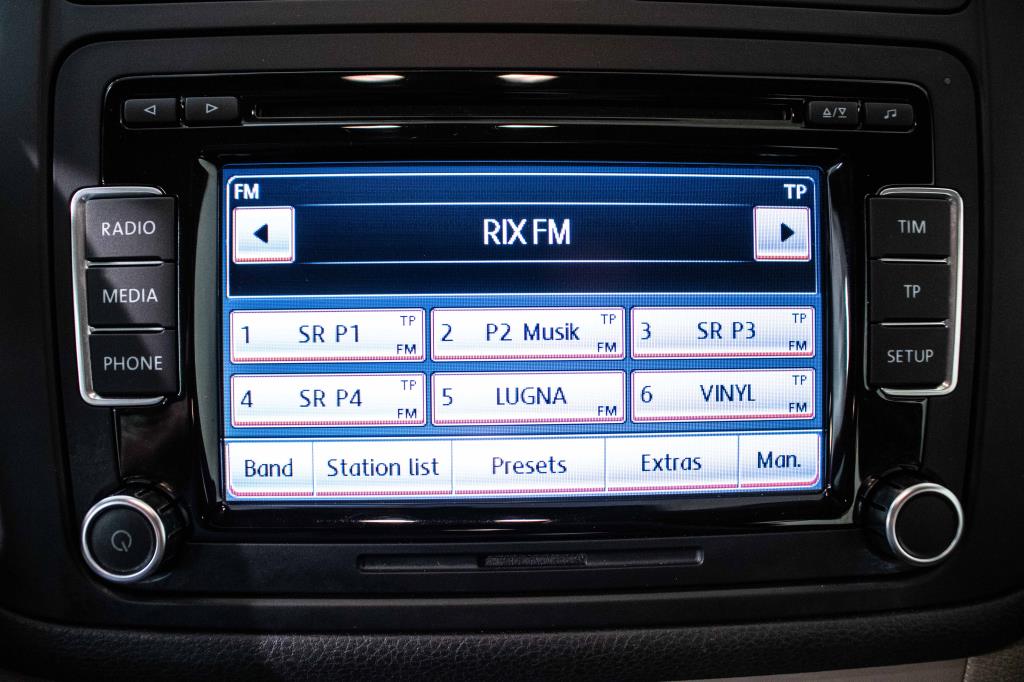 RADIO
MEDIA
PHONE
FM
TP
RIX FM
1 SR P1 TP FM
2 P2 Musik TP FM
3 SR P3 TP FM
4 SR P4 TP FM
5 LUGNA FM
6 VINYL TP FM
Band Station list Presets Extras Man.
TIM
TP
SETUP